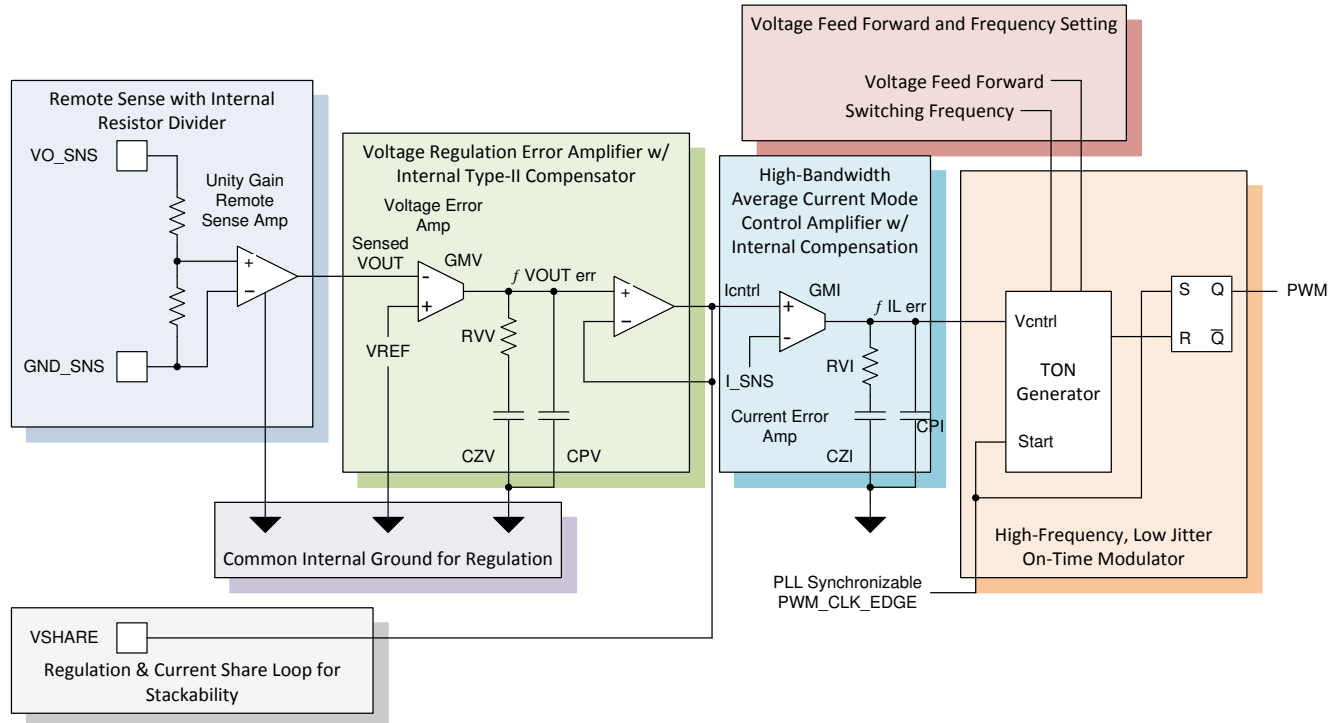 Voltage Feed Forward and Frequency Setting
Voltage Feed Forward
Switching Frequency
Remote Sense with Internal
Resistor Divider
VO_SNS
Unity Gain
Remote
Sense Amp
+
-
GND_SNS
Voltage Regulation Error Amplifier w/
Internal Type-II Compensator
Voltage Error
Amp
Sensed
VOUT
GMV
-
+
ƒ VOUT err
VREF
RVV
CZV
CPV
+
-
High-Bandwidth
Average Current Mode
Control Amplifier w/
Internal Compensation
Icntrl
GMI
+
-
ƒ IL err
I_SNS
RVI
Current Error
Amp
CPI
CZI
Vcntrl
TON
Generator
Start
S Q
R Q̅
PWM
High-Frequency, Low Jitter
On-Time Modulator
Common Internal Ground for Regulation
PLL Synchronizable
PWM_CLK_EDGE
VSHARE
Regulation & Current Share Loop for
Stackability